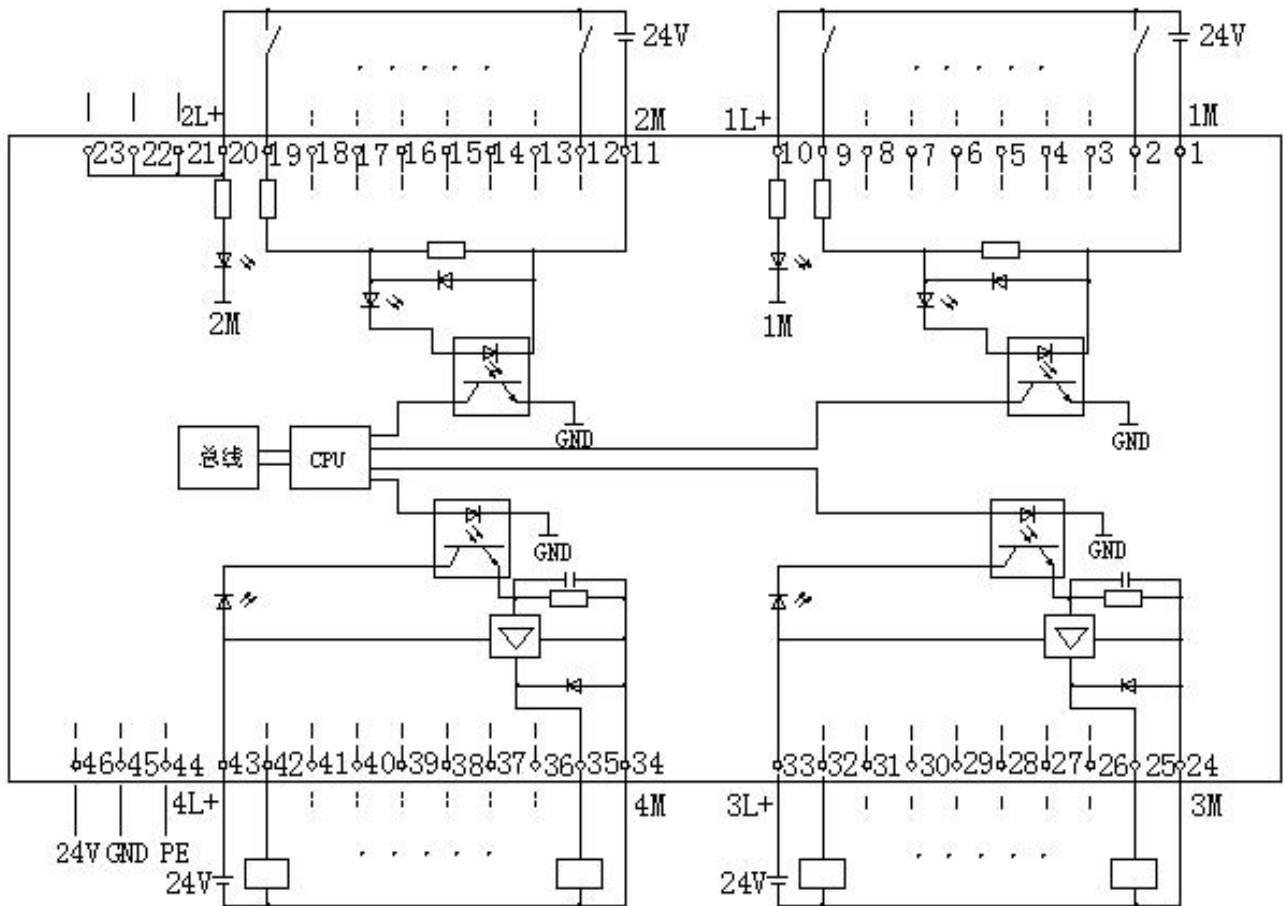 24V 24V
2L+ 2M 1L+ 1M
23 22 21 20 19 18 17 16 15 14 13 12 11 10 9 8 7 6 5 4 3 2 1
2M 1M
GND GND
总线 CPU
GND GND
46 45 44 43 42 41 40 39 38 37 36 35 34 33 32 31 30 29 28 27 26 25 24
4L+ 4M 3L+ 3M
24V GND PE
24V 24V